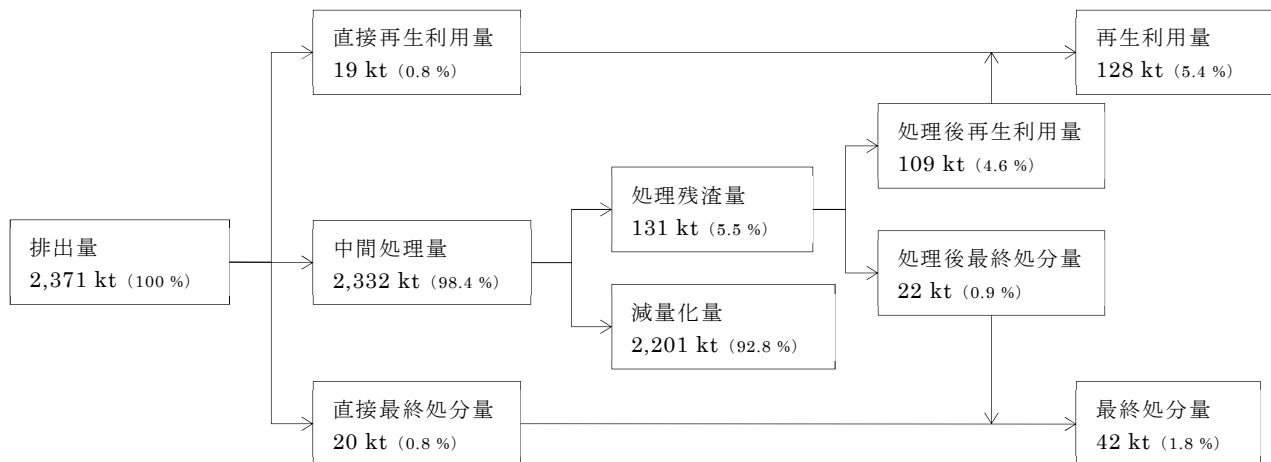 直接再生利用量
19 kt（0.8 %）
再生利用量
128 kt（5.4 %）
処理後再生利用量
109 kt（4.6 %）
処理残渣量
131 kt（5.5 %）
排出量
2,371 kt（100 %）
中間処理量
2,332 kt（98.4 %）
処理後最終処分量
22 kt（0.9 %）
減量化量
2,201 kt（92.8 %）
直接最終処分量
20 kt（0.8 %）
最終処分量
42 kt（1.8 %）